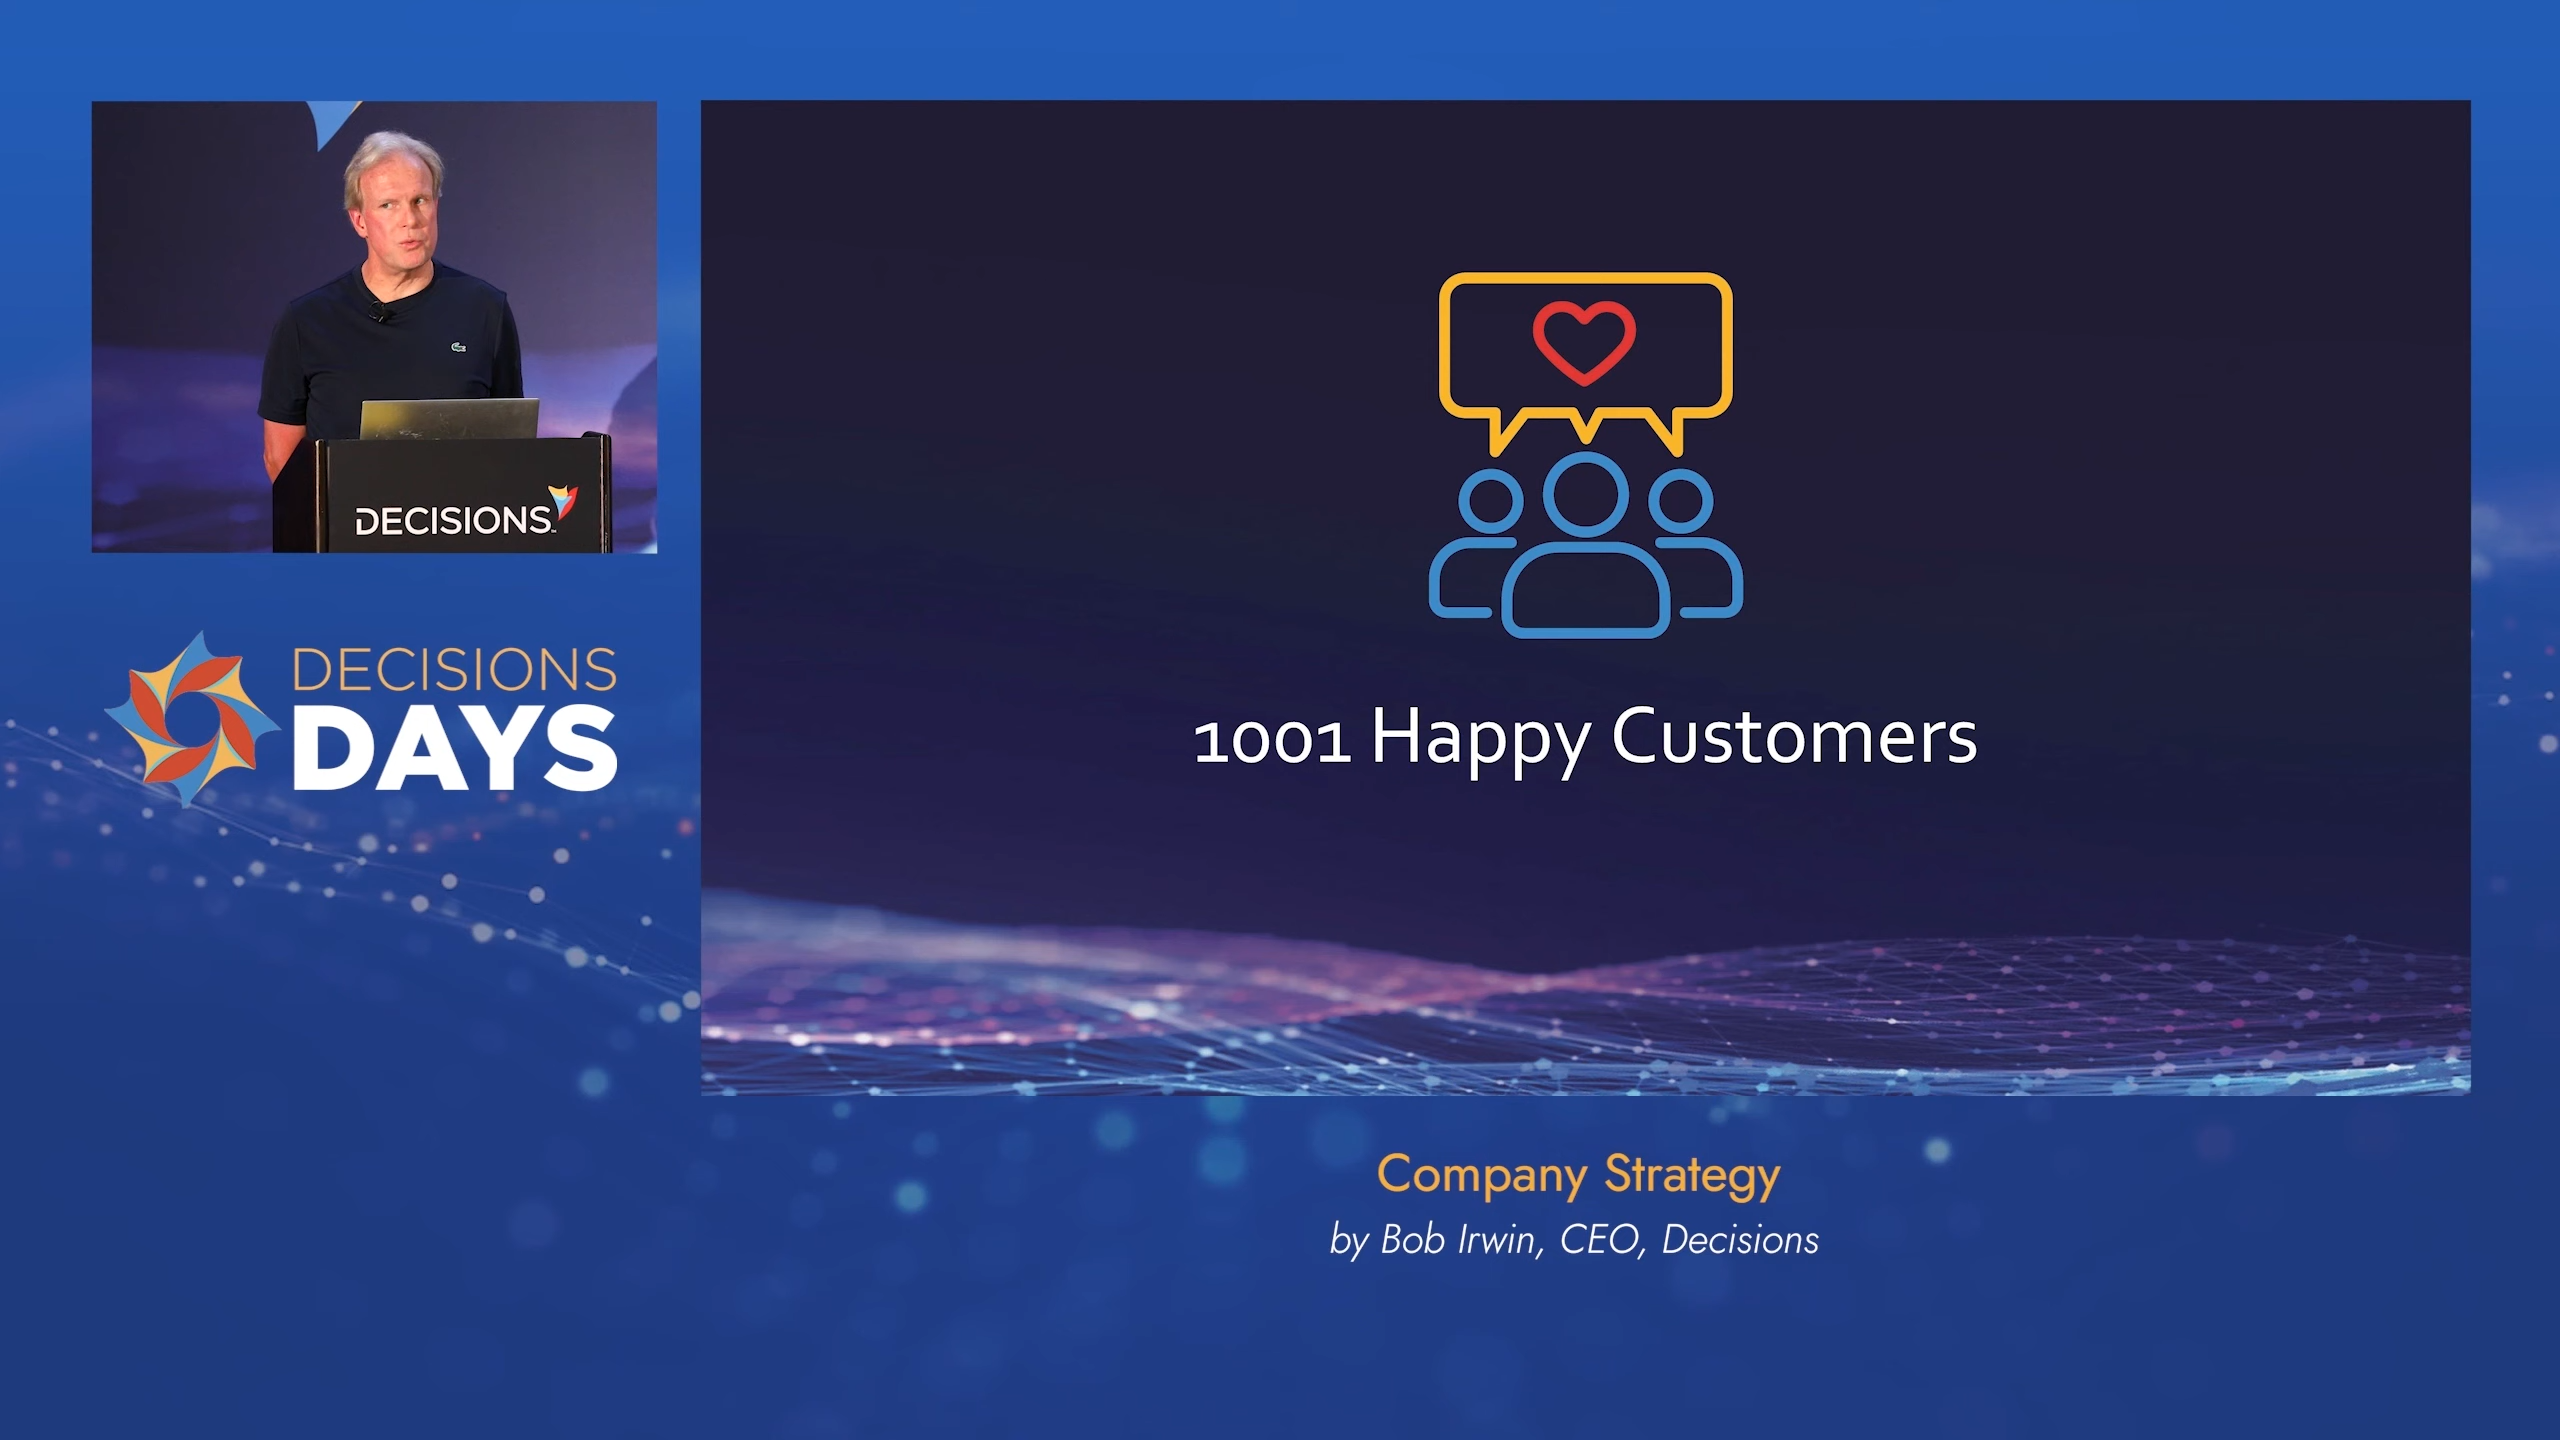 DECISIONS
DECISIONS
DAYS
1001 Happy Customers
Company Strategy
by Bob Irwin, CEO, Decisions